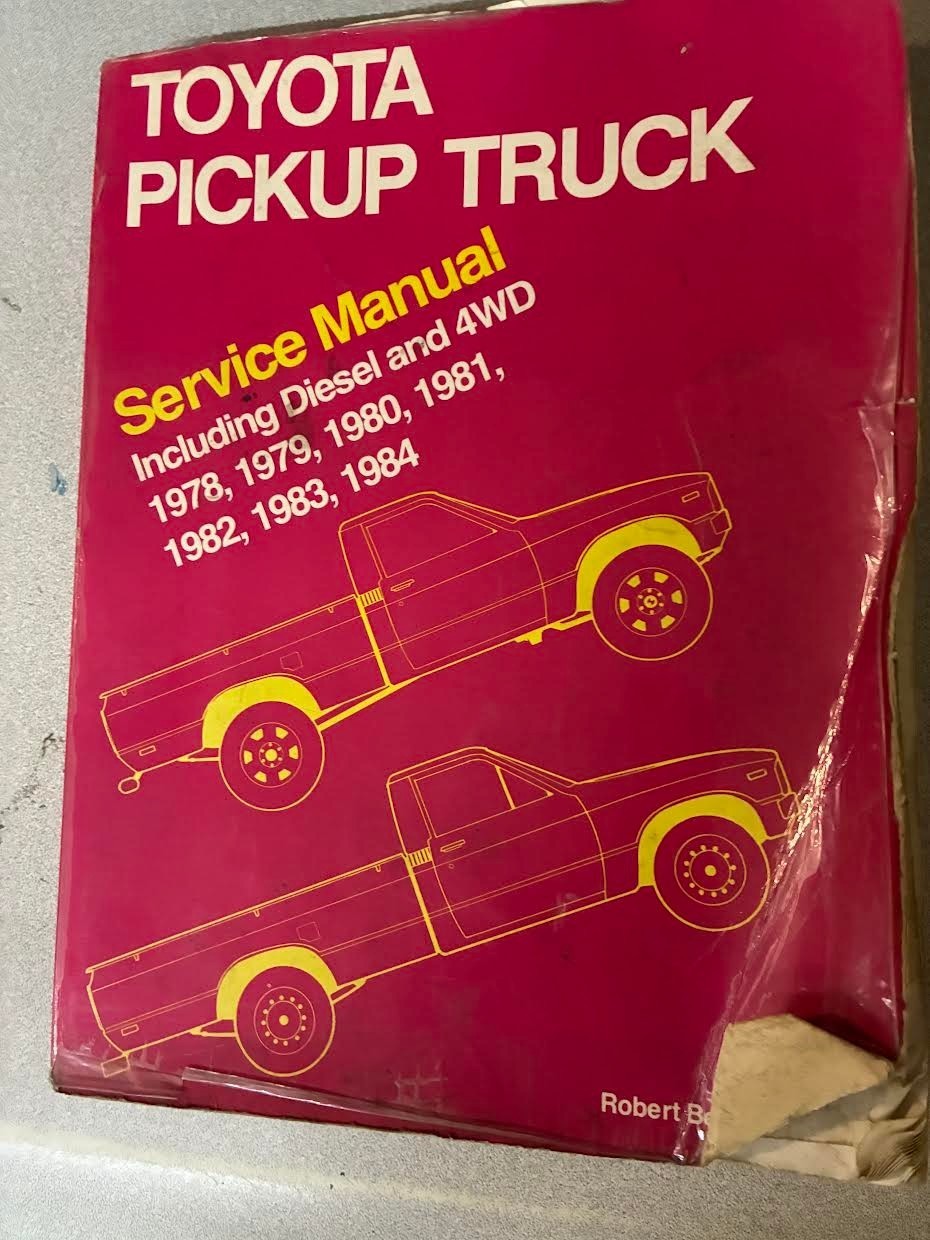 TOYOTA
PICKUP TRUCK
Service Manual
Including Diesel and 4WD
1978, 1979, 1980, 1981,
1982, 1983, 1984
Robert